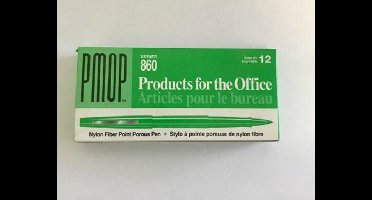 PMOP
SERIES
860
12
Products for the Office
Articles pour le bureau
Nylon Fiber Point Porous Pen • Stylo à pointe poreuse de nylon fibre